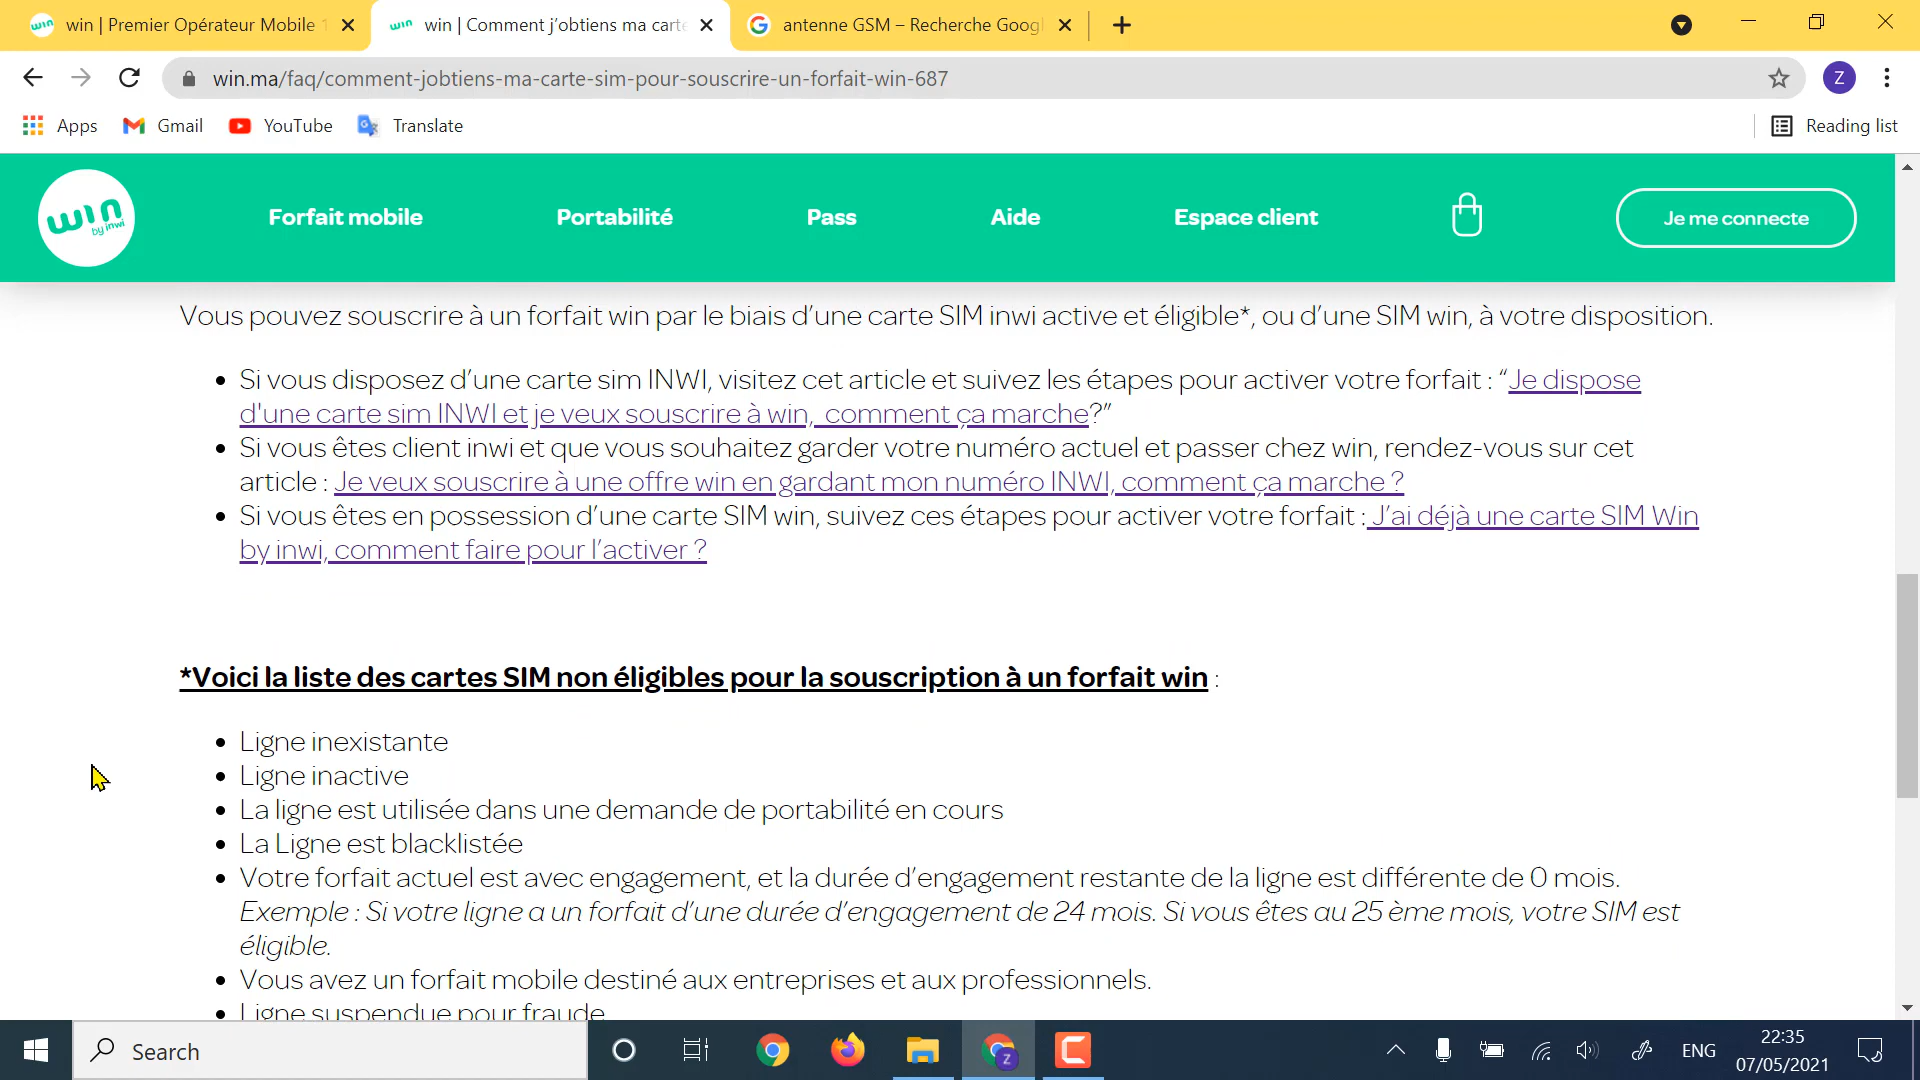 win | Premier Opérateur Mobile 1
win | Comment j'obtiens ma carte
antenne GSM – Recherche Googl
win.ma/faq/comment-jobtiens-ma-carte-sim-pour-souscrire-un-forfait-win-687
Z
Apps
Gmail
YouTube
Translate
Reading list
win
by inwi
Forfait mobile
Portabilité
Pass
Aide
Espace client
Je me connecte
Vous pouvez souscrire à un forfait win par le biais d’une carte SIM inwi active et éligible*, ou d’une SIM win, à votre disposition.
• Si vous disposez d’une carte sim INWI, visitez cet article et suivez les étapes pour activer votre forfait : “Je dispose
d'une carte sim INWI et je veux souscrire à win, comment ça marche?”
• Si vous êtes client inwi et que vous souhaitez garder votre numéro actuel et passer chez win, rendez-vous sur cet
article : Je veux souscrire à une offre win en gardant mon numéro INWI, comment ça marche ?
• Si vous êtes en possession d’une carte SIM win, suivez ces étapes pour activer votre forfait : J’ai déjà une carte SIM Win
by inwi, comment faire pour l’activer ?
*Voici la liste des cartes SIM non éligibles pour la souscription à un forfait win :
• Ligne inexistante
• Ligne inactive
• La ligne est utilisée dans une demande de portabilité en cours
• La Ligne est blacklistée
• Votre forfait actuel est avec engagement, et la durée d’engagement restante de la ligne est différente de 0 mois.
Exemple : Si votre ligne a un forfait d’une durée d’engagement de 24 mois. Si vous êtes au 25 ème mois, votre SIM est
éligible.
• Vous avez un forfait mobile destiné aux entreprises et aux professionnels.
• Ligne suspendue pour fraude
Search
Z
ENG
22:35
07/05/2021